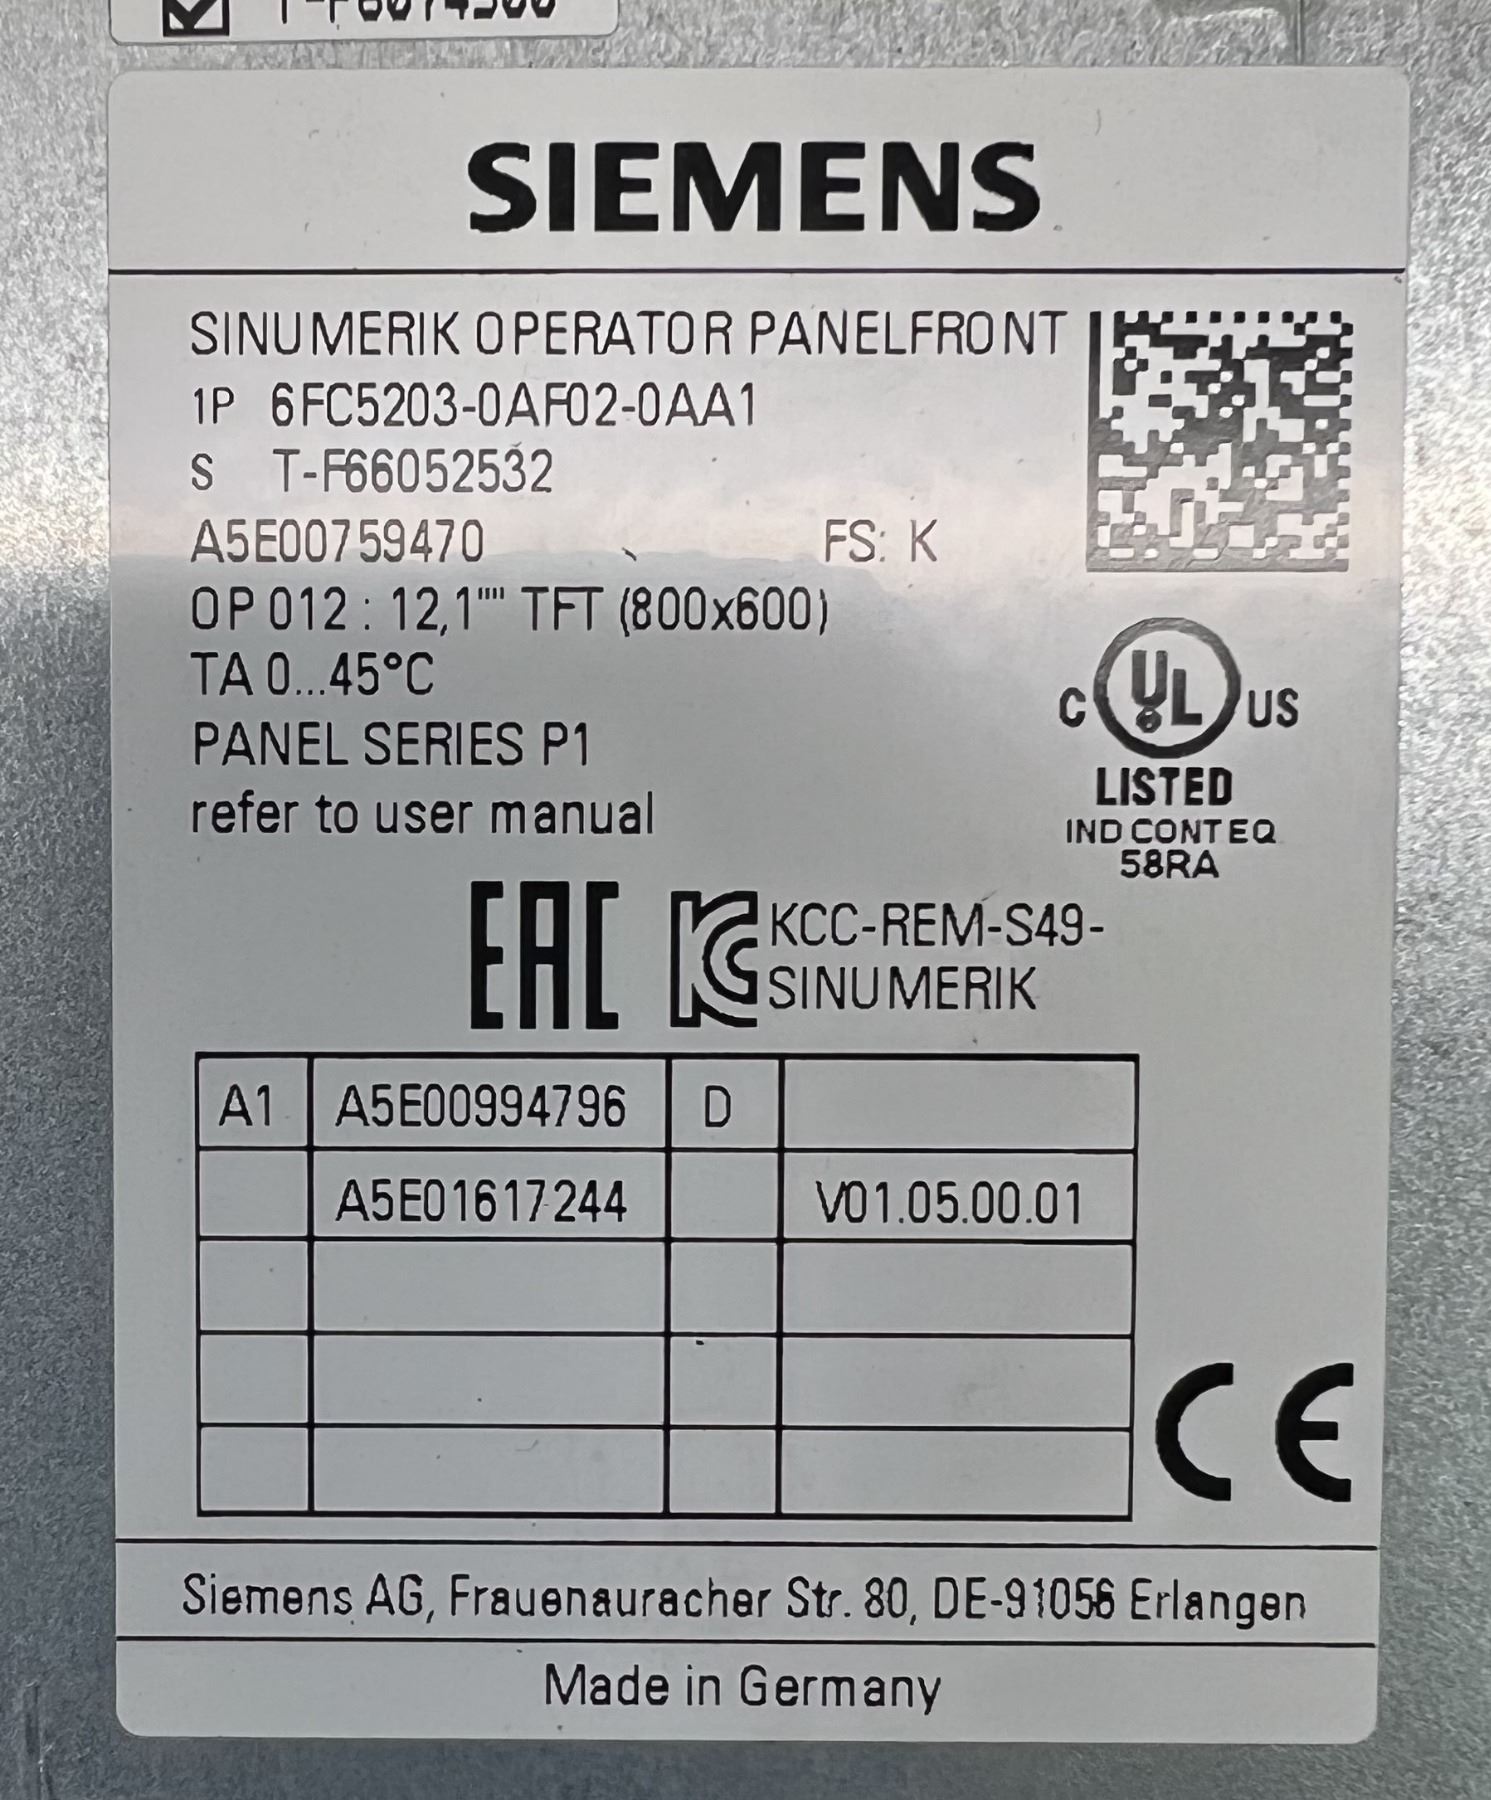 SIEMENS
SINUMERIK OPERATOR PANELFRONT
1P 6FC5203-0AF02-0AA1
S T-F66052532
A5E00759470 FS: K
OP 012 : 12,1"" TFT (800x600)
TA 0...45°C
PANEL SERIES P1
refer to user manual
C UL US
LISTED
IND CONT EQ
58RA
EAC KC KCC-REM-S49-
SINUMERIK
A1 A5E00994796 D
A5E01617244 V01.05.00.01
CE
Siemens AG, Frauenauracher Str. 80, DE-91056 Erlangen
Made in Germany